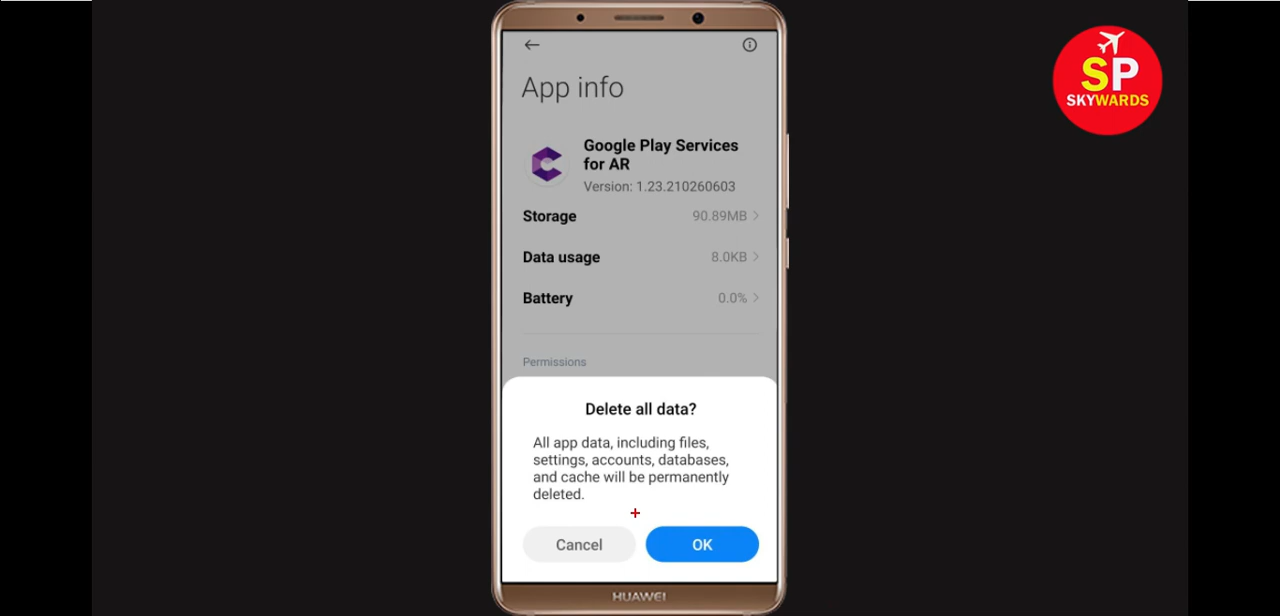 SP
SKYWARDS
App info
Google Play Services
for AR
Version: 1.23.210260603
Storage 90.89MB
Data usage 8.0KB
Battery 0.0%
Permissions
Delete all data?
All app data, including files,
settings, accounts, databases,
and cache will be permanently
deleted.
Cancel OK
HUAWEI